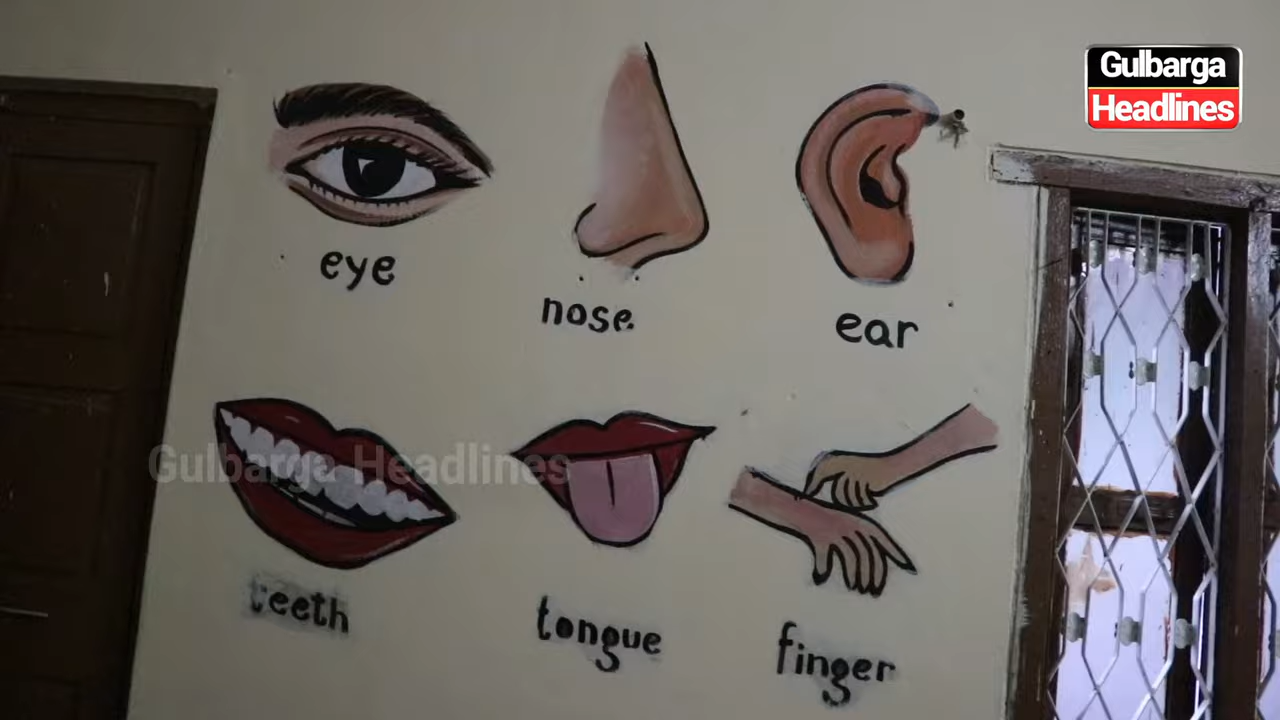 Gulbarga
Headlines
eye
nose
ear
Gulbarga Headlines
teeth
tongue
finger